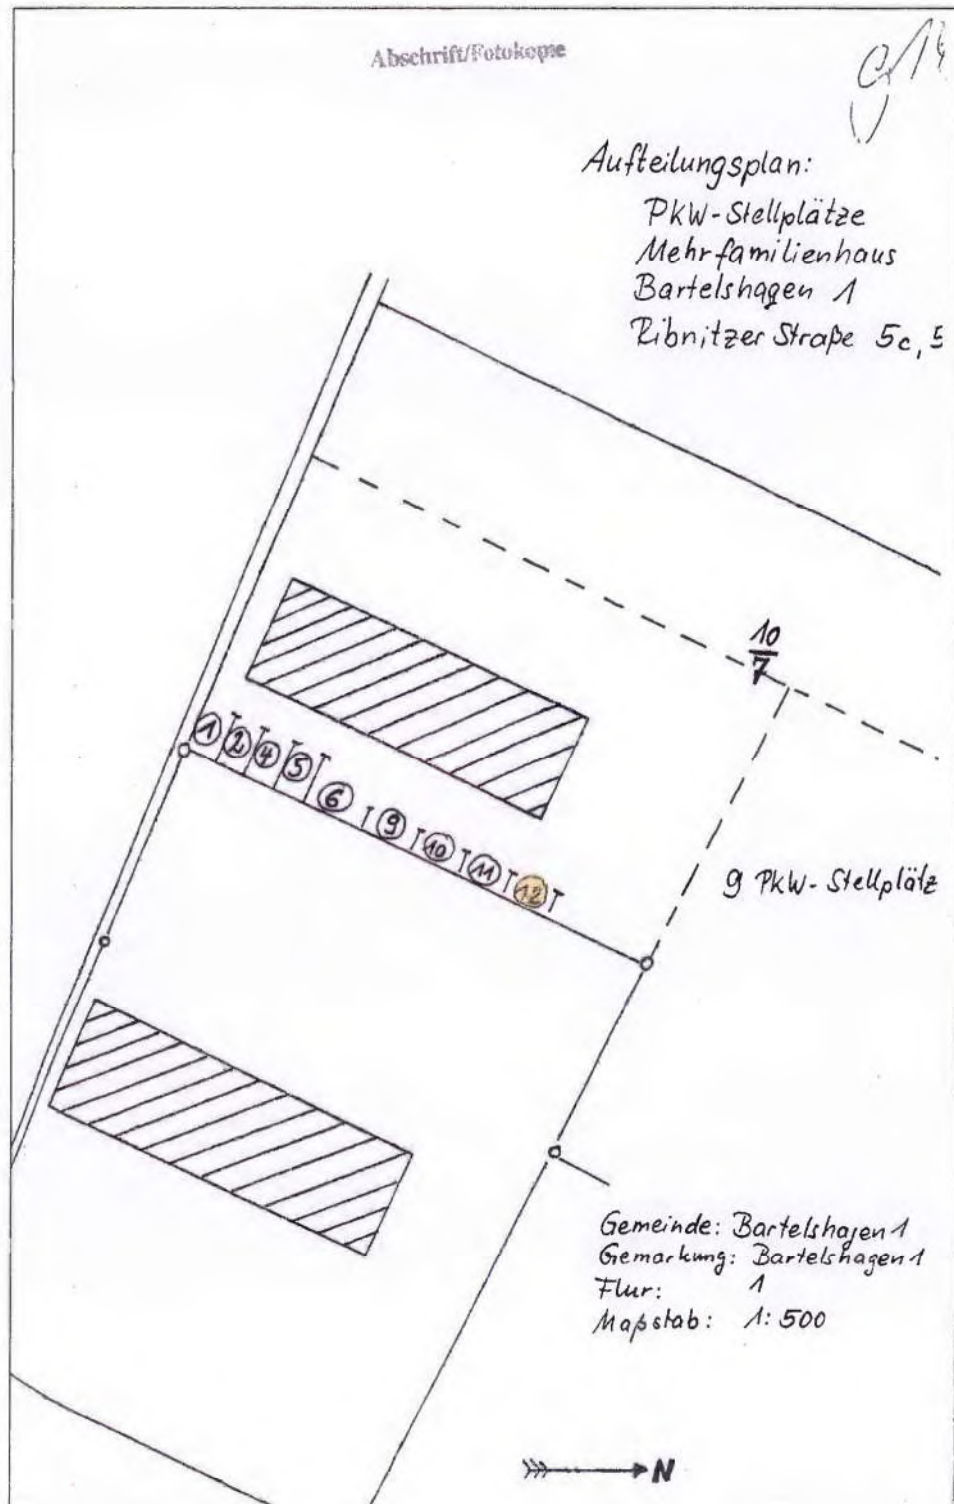 Abschrift/Fotokopie
Aufteilungsplan:
PKW-Stellplätze
Mehrfamilienhaus
Bartelshagen 1
Ribnitzer Straße 5c, 5
10
7
1 2 4 5 6 9 10 11 12
9 PKW-Stellplätz
Gemeinde: Bartelshagen 1
Gemarkung: Bartelshagen 1
Flur: 1
Maßstab: 1:500
N